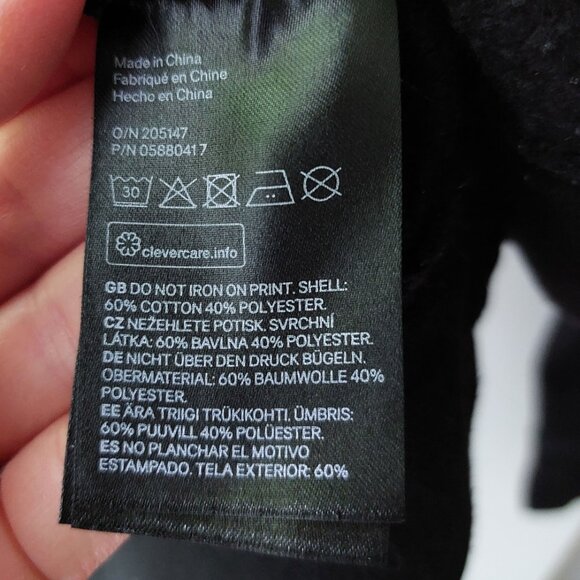 Made in China
Fabriqué en Chine
Hecho en China
O/N 205147
P/N 05880417
30
clevercare.info
GB DO NOT IRON ON PRINT. SHELL:
60% COTTON 40% POLYESTER.
CZ NEŽEHLETE POTISK. SVRCHNÍ
LÁTKA: 60% BAVLNA 40% POLYESTER.
DE NICHT ÜBER DEN DRUCK BÜGELN.
OBERMATERIAL: 60% BAUMWOLLE 40%
POLYESTER.
EE ÄRA TRIIGI TRÜKIKOHTI. ÜMBRIS:
60% PUUVILL 40% POLÜESTER.
ES NO PLANCHAR EL MOTIVO
ESTAMPADO. TELA EXTERIOR: 60%